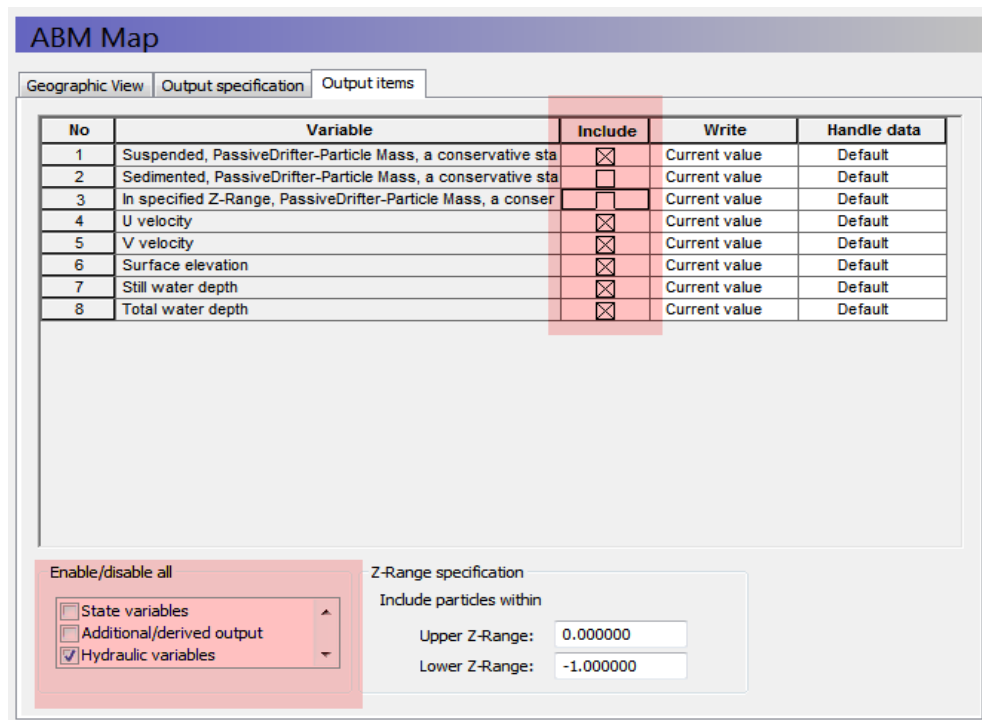 ABM Map
Geographic View Output specification Output items
No Variable Include Write Handle data
1 Suspended, PassiveDrifter-Particle Mass, a conservative sta Current value Default
2 Sedimented, PassiveDrifter-Particle Mass, a conservative sta Current value Default
3 In specified Z-Range, PassiveDrifter-Particle Mass, a conser Current value Default
4 U velocity Current value Default
5 V velocity Current value Default
6 Surface elevation Current value Default
7 Still water depth Current value Default
8 Total water depth Current value Default
Enable/disable all
State variables
Additional/derived output
Hydraulic variables
Z-Range specification
Include particles within
Upper Z-Range: 0.000000
Lower Z-Range: -1.000000